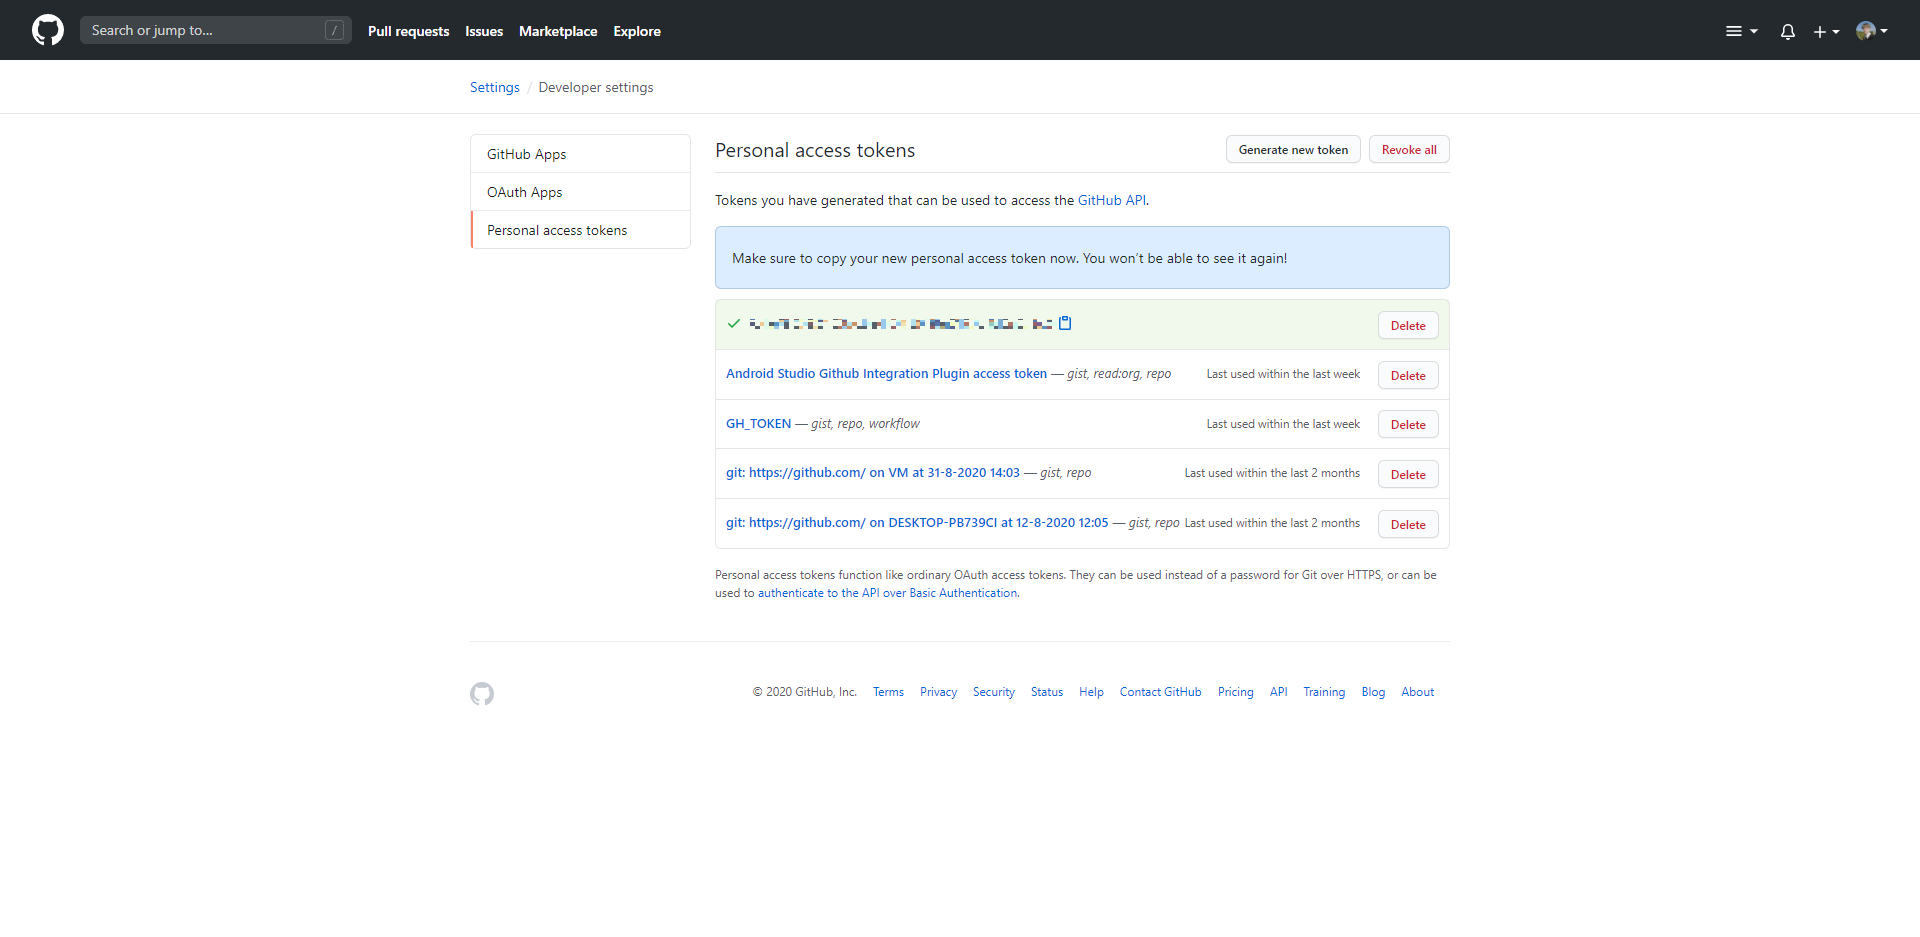 Search or jump to... /
Pull requests Issues Marketplace Explore
Settings / Developer settings
GitHub Apps
OAuth Apps
Personal access tokens
Personal access tokens
Generate new token
Revoke all
Tokens you have generated that can be used to access the GitHub API.
Make sure to copy your new personal access token now. You won't be able to see it again!
Delete
Android Studio Github Integration Plugin access token — gist, read:org, repo Last used within the last week Delete
GH_TOKEN — gist, repo, workflow Last used within the last week Delete
git: https://github.com/ on VM at 31-8-2020 14:03 — gist, repo Last used within the last 2 months Delete
git: https://github.com/ on DESKTOP-PB739CI at 12-8-2020 12:05 — gist, repo Last used within the last 2 months Delete
Personal access tokens function like ordinary OAuth access tokens. They can be used instead of a password for Git over HTTPS, or can be
used to authenticate to the API over Basic Authentication.
© 2020 GitHub, Inc. Terms Privacy Security Status Help Contact GitHub Pricing API Training Blog About